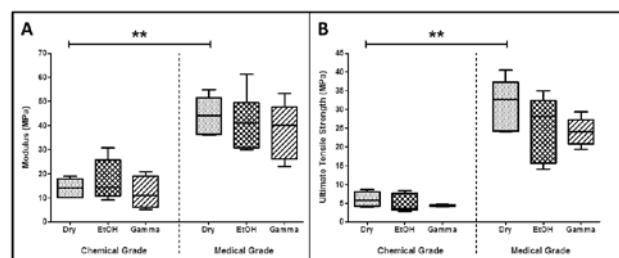 A
**
Modulus (MPa)
70
60
50
40
30
20
10
0
Dry EtOH Gamma Dry EtOH Gamma
Chemical Grade Medical Grade
B
**
Ultimate Tensile Strength (MPa)
45
40
35
30
25
20
15
10
5
0
Dry EtOH Gamma Dry EtOH Gamma
Chemical Grade Medical Grade